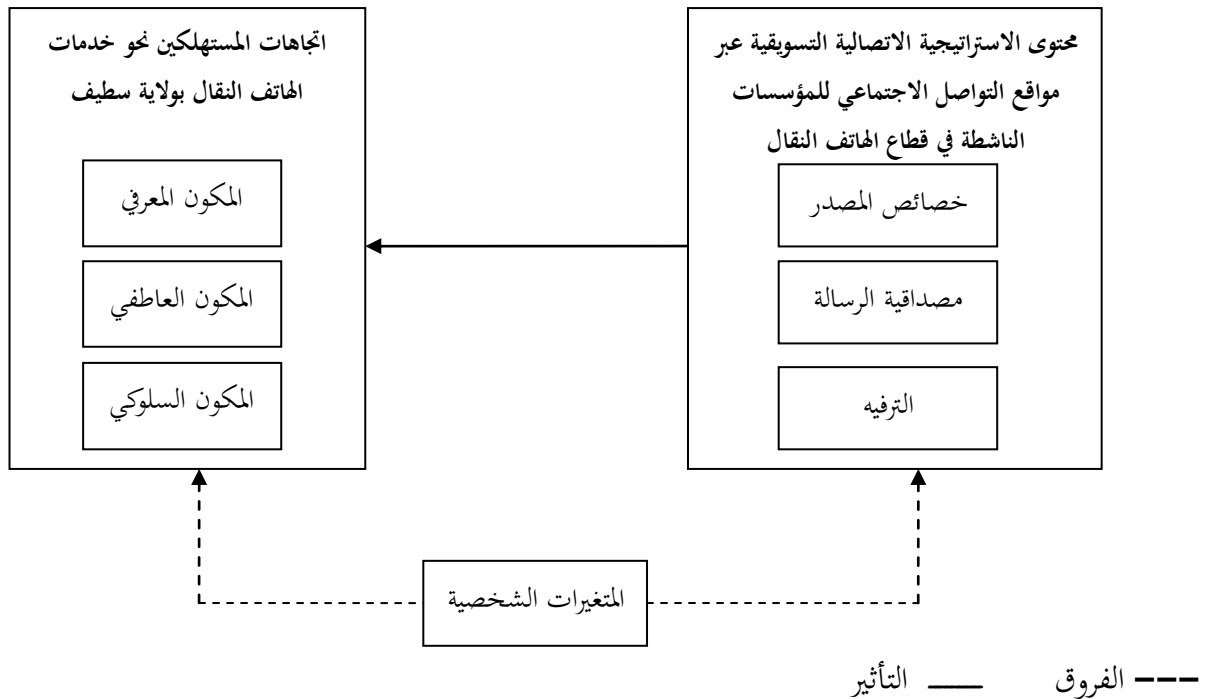 محتوى الاستراتيجية الاتصالية التسويقية عبر
مواقع التواصل الاجتماعي للمؤسسات
الناشطة في قطاع الهاتف النقال
خصائص المصدر
مصداقية الرسالة
الترفيه
اتجاهات المستهلكين نحو خدمات
الهاتف النقال بولاية سطيف
المكون المعرفي
المكون العاطفي
المكون السلوكي
المتغيرات الشخصية
الفروق
التأثير